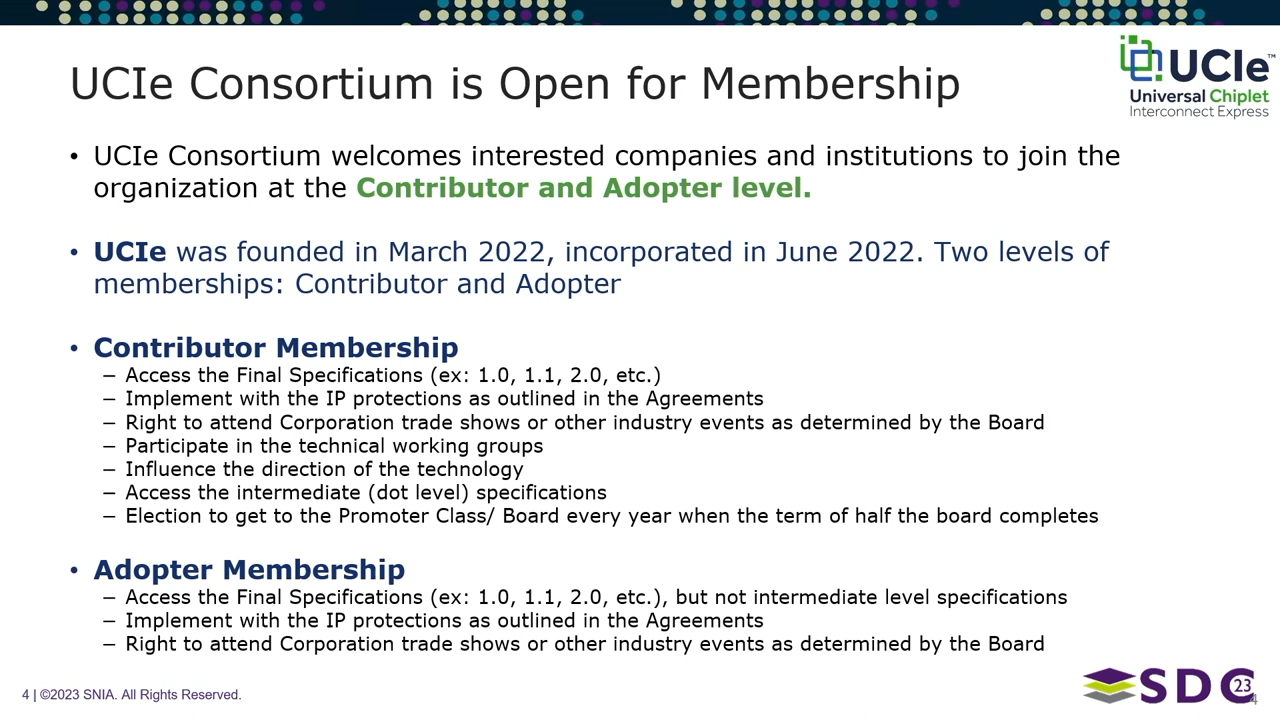 UCIe Consortium is Open for Membership
UCIe™
Universal Chiplet
Interconnect Express
• UCIe Consortium welcomes interested companies and institutions to join the
organization at the Contributor and Adopter level.
• UCIe was founded in March 2022, incorporated in June 2022. Two levels of
memberships: Contributor and Adopter
• Contributor Membership
– Access the Final Specifications (ex: 1.0, 1.1, 2.0, etc.)
– Implement with the IP protections as outlined in the Agreements
– Right to attend Corporation trade shows or other industry events as determined by the Board
– Participate in the technical working groups
– Influence the direction of the technology
– Access the intermediate (dot level) specifications
– Election to get to the Promoter Class/ Board every year when the term of half the board completes
• Adopter Membership
– Access the Final Specifications (ex: 1.0, 1.1, 2.0, etc.), but not intermediate level specifications
– Implement with the IP protections as outlined in the Agreements
– Right to attend Corporation trade shows or other industry events as determined by the Board
4 | ©2023 SNIA. All Rights Reserved.
SDC 23
4